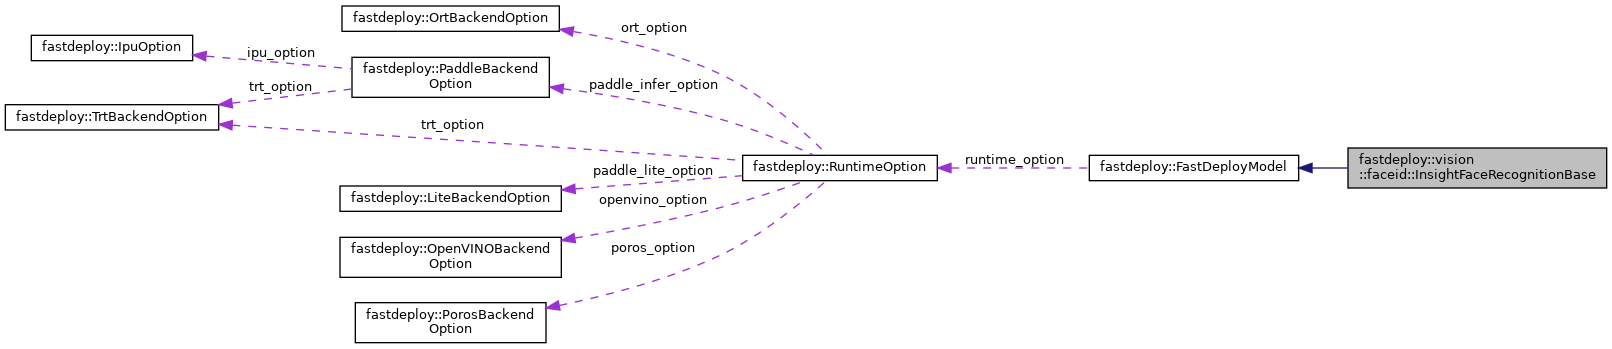 fastdeploy::OrtBackendOption
ort_option
fastdeploy::IpuOption
ipu_option
fastdeploy::PaddleBackend
Option
paddle_infer_option
trt_option
fastdeploy::TrtBackendOption
trt_option
fastdeploy::RuntimeOption
runtime_option
fastdeploy::FastDeployModel
fastdeploy::vision
::faceid::InsightFaceRecognitionBase
paddle_lite_option
fastdeploy::LiteBackendOption
openvino_option
fastdeploy::OpenVINOBackend
Option
poros_option
fastdeploy::PorosBackend
Option